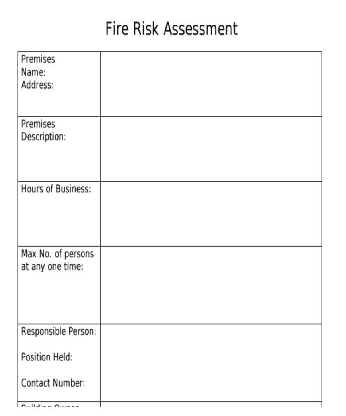 Fire Risk Assessment
Premises
Name:
Address:
Premises
Description:
Hours of Business:
Max No. of persons
at any one time:
Responsible Person:
Position Held:
Contact Number: